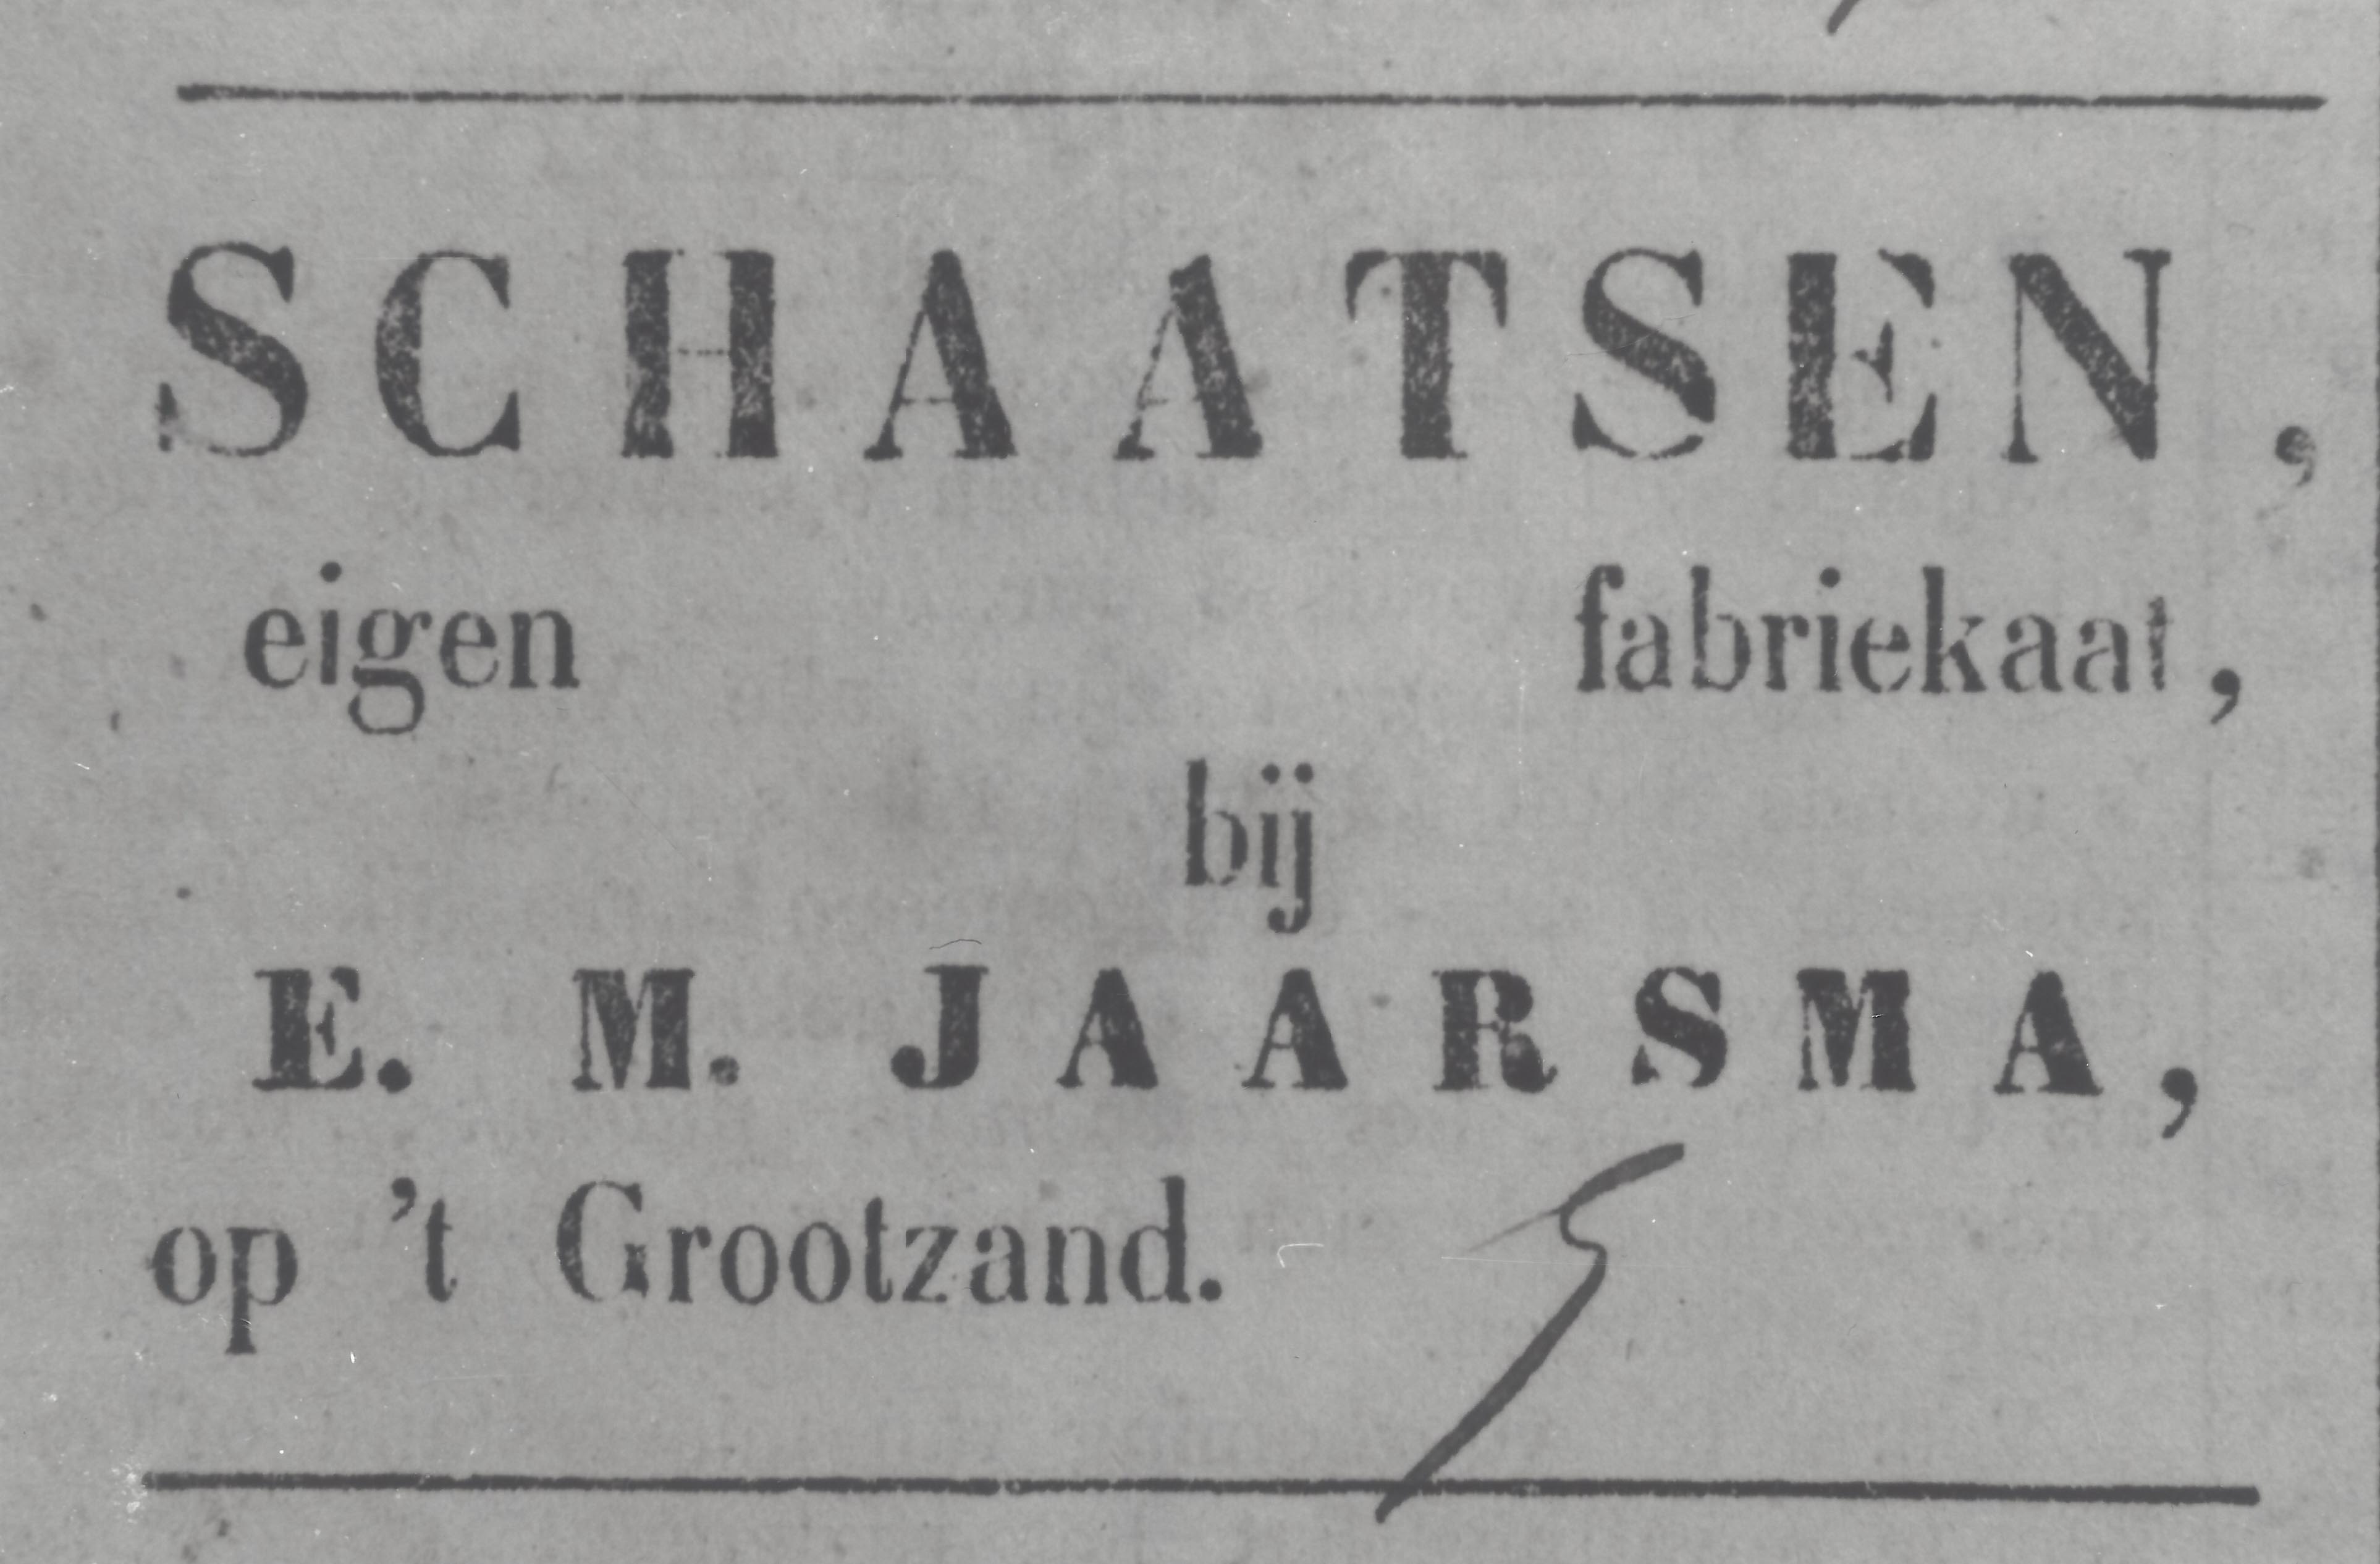 SCHAATSEN,
eigen fabriekaat,
bij
E. M. JAARSMA,
op 't Grootzand.